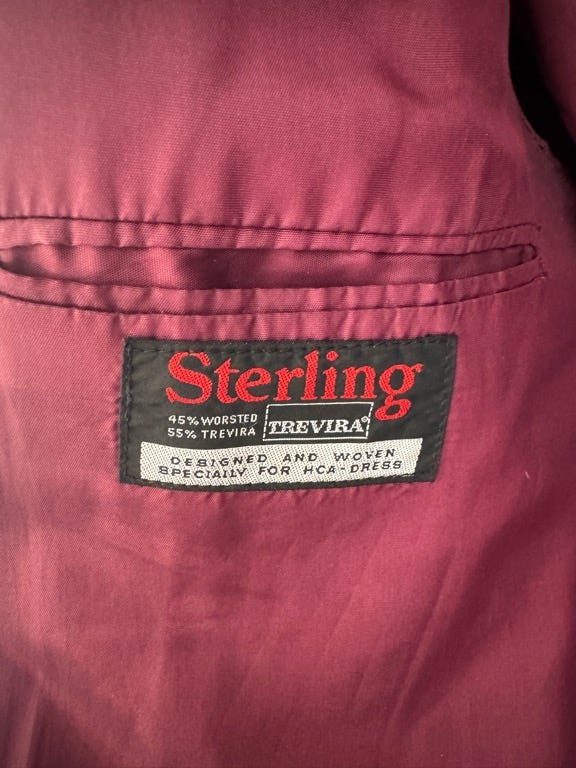 Sterling
45% WORSTED
55% TREVIRA
TREVIRA®
DESIGNED AND WOVEN
SPECIALLY FOR HCA-DRESS